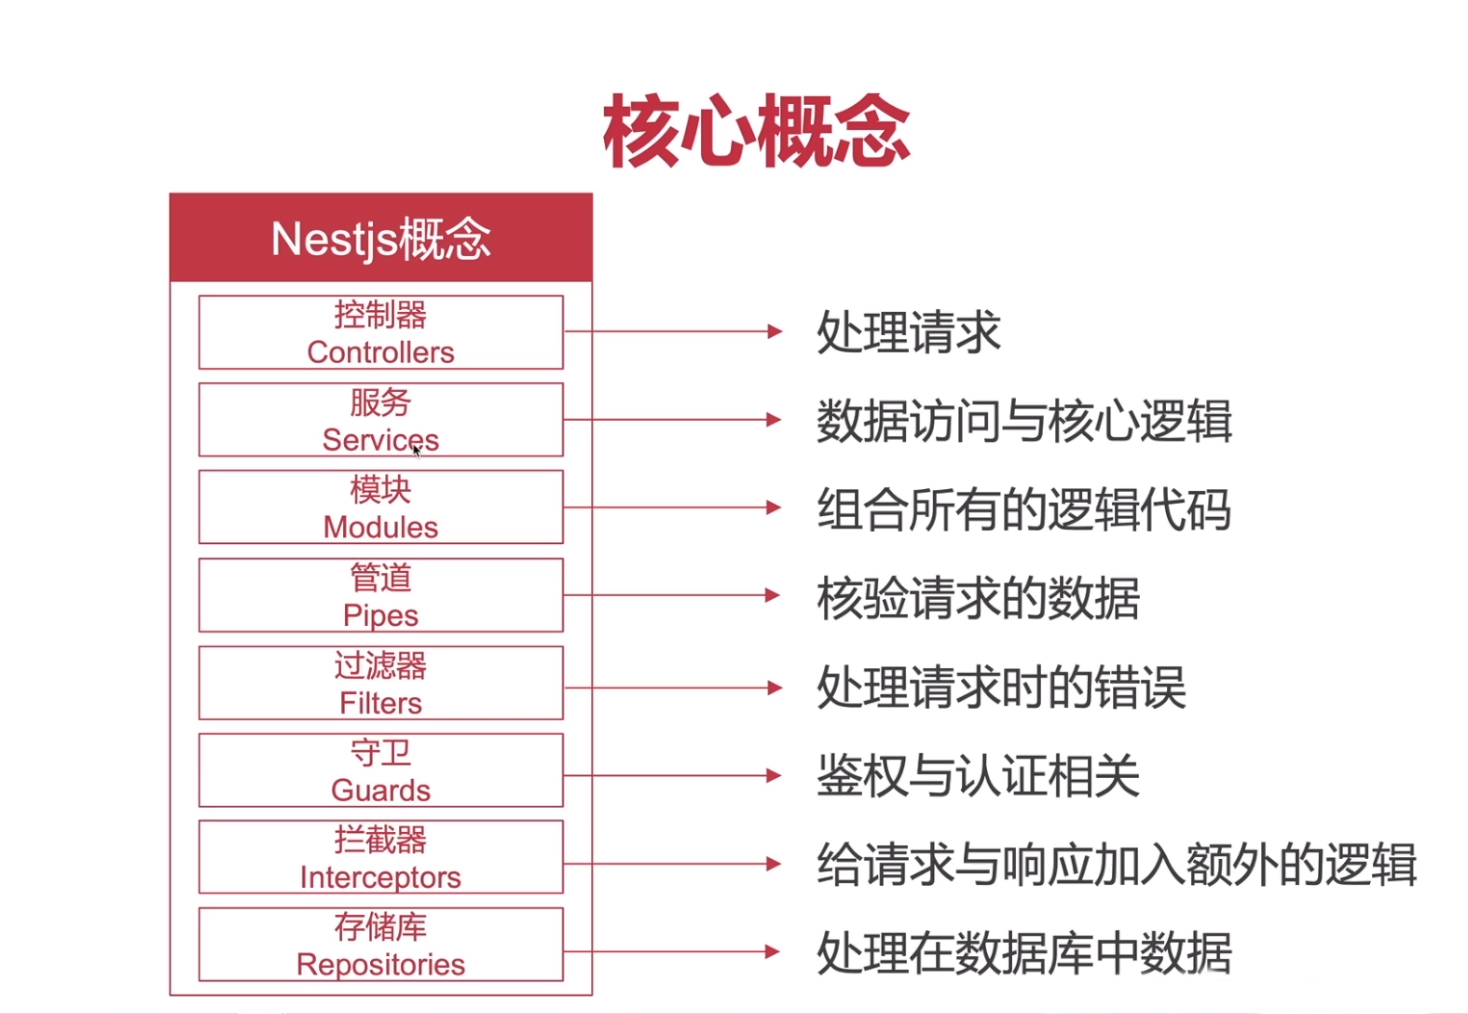 核心概念
Nestjs概念
控制器
Controllers
处理请求
服务
Services
数据访问与核心逻辑
模块
Modules
组合所有的逻辑代码
管道
Pipes
核验请求的数据
过滤器
Filters
处理请求时的错误
守卫
Guards
鉴权与认证相关
拦截器
Interceptors
给请求与响应加入额外的逻辑
存储库
Repositories
处理在数据库中数据